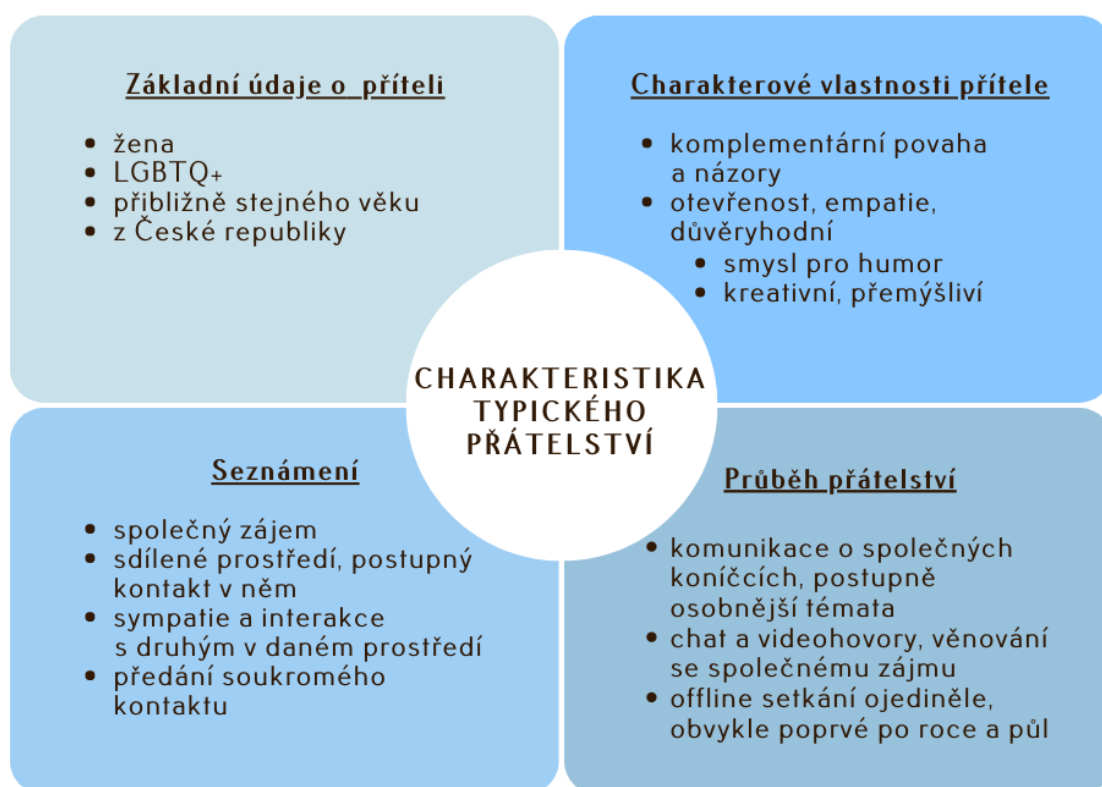 Základní údaje o příteli
• žena
• LGBTQ+
• přibližně stejného věku
• z České republiky
Charakterové vlastnosti přítele
• komplementární povaha
a názory
• otevřenost, empatie,
důvěryhodní
• smysl pro humor
• kreativní, přemýšliví
CHARAKTERISTIKA
TYPICKÉHO
PŘÁTELSTVÍ
Seznámení
• společný zájem
• sdílené prostředí, postupný
kontakt v něm
• sympatie a interakce
s druhým v daném prostředí
• předání soukromého
kontaktu
Průběh přátelství
• komunikace o společných
koníčcích, postupně
osobnější témata
• chat a videohovory, věnování
se společnému zájmu
• offline setkání ojediněle,
obvykle poprvé po roce a půl